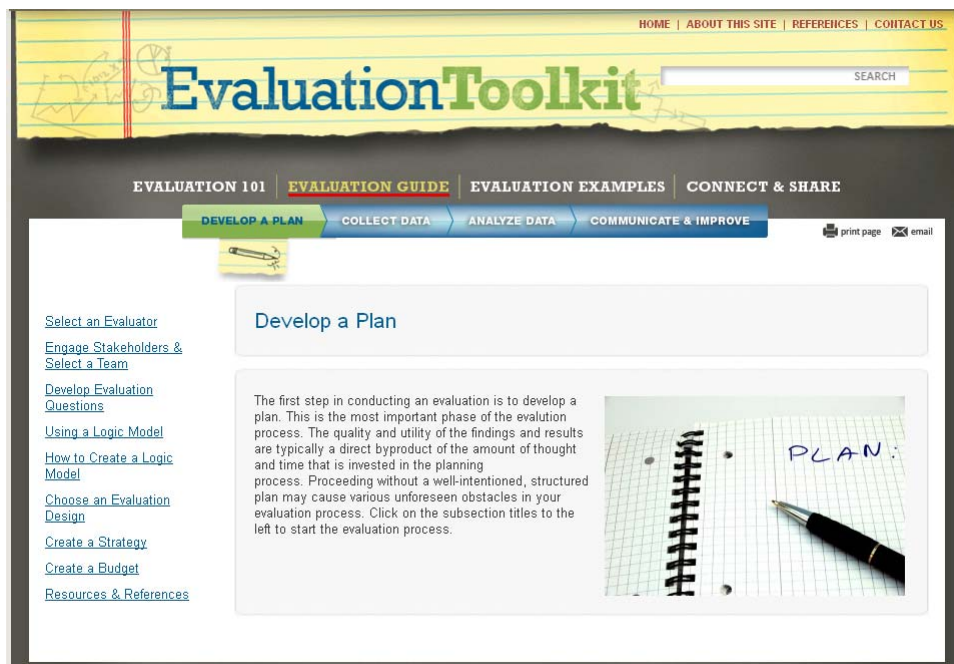 HOME | ABOUT THIS SITE | REFERENCES | CONTACT US
EvaluationToolkit
SEARCH
EVALUATION 101 | EVALUATION GUIDE | EVALUATION EXAMPLES | CONNECT & SHARE
DEVELOP A PLAN COLLECT DATA ANALYZE DATA COMMUNICATE & IMPROVE
print page email
Select an Evaluator
Engage Stakeholders &
Select a Team
Develop Evaluation
Questions
Using a Logic Model
How to Create a Logic
Model
Choose an Evaluation
Design
Create a Strategy
Create a Budget
Resources & References
Develop a Plan
The first step in conducting an evaluation is to develop a
plan. This is the most important phase of the evalution
process. The quality and utility of the findings and results
are typically a direct byproduct of the amount of thought
and time that is invested in the planning
process. Proceeding without a well-intentioned, structured
plan may cause various unforeseen obstacles in your
evaluation process. Click on the subsection titles to the
left to start the evaluation process.
PLAN: